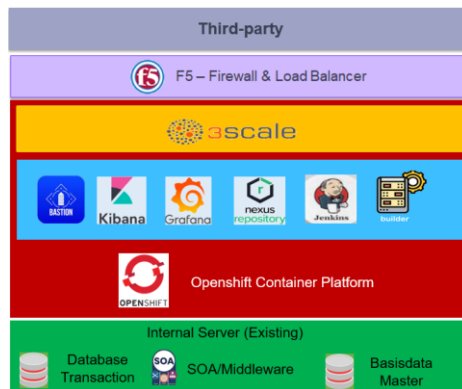 Third-party
f5
F5 – Firewall & Load Balancer
3scale
BASTION
Kibana
Grafana
nexus
repository
Jenkins
builder
OPENSHIFT
Openshift Container Platform
Internal Server (Existing)
Database
Transaction
SOA
SOA/Middleware
Basisdata
Master